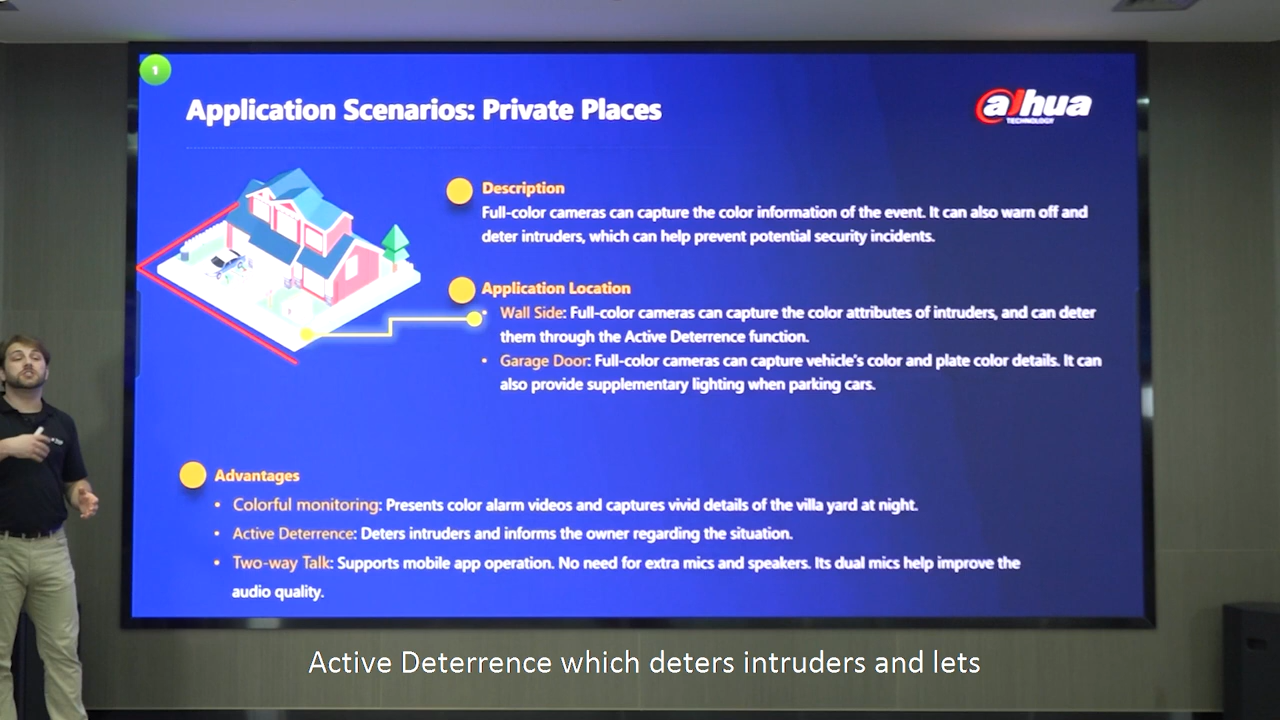 1
Application Scenarios: Private Places
alhua
TECHNOLOGY
Description
Full-color cameras can capture the color information of the event. It can also warn off and
deter intruders, which can help prevent potential security incidents.
Application Location
• Wall Side: Full-color cameras can capture the color attributes of intruders, and can deter
them through the Active Deterrence function.
• Garage Door: Full-color cameras can capture vehicle's color and plate color details. It can
also provide supplementary lighting when parking cars.
Advantages
• Colorful monitoring: Presents color alarm videos and captures vivid details of the villa yard at night.
• Active Deterrence: Deters intruders and informs the owner regarding the situation.
• Two-way Talk: Supports mobile app operation. No need for extra mics and speakers. Its dual mics help improve the
audio quality.
Active Deterrence which deters intruders and lets